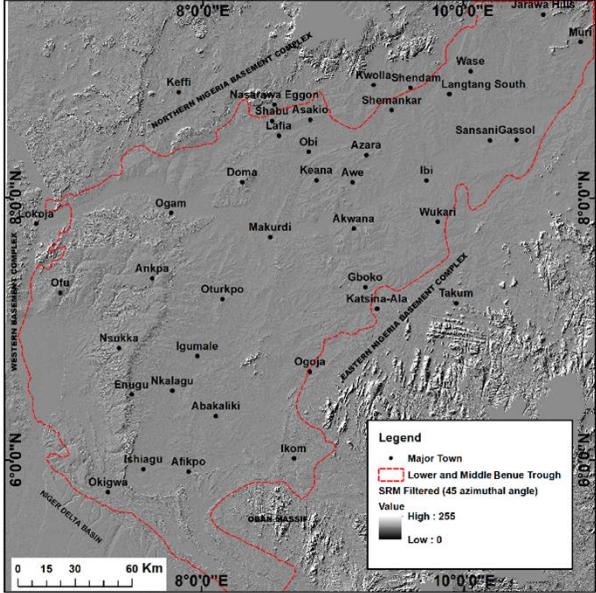 8°0'0"E
10°0'0"E
Jarawa Hills
Muri
Wase
Keffi
NORTHERN NIGERIA BASEMENT COMPLEX
Kwolla
Shendam
Langtang South
Nasarawa Eggon
Shemankar
Shabu
Asakio
Lafia
Sansani
Gassol
Obi
Azara
Doma
Keana
Awe
Ibi
8°0'0"N
8°0'0"N
Lokoja
Ogam
Wukari
Makurdi
Akwana
WESTERN BASEMENT COMPLEX
Ofu
Ankpa
Gboko
EASTERN NIGERIA BASEMENT COMPLEX
Oturkpo
Katsina-Ala
Takum
Nsukka
Igumale
Ogoja
Enugu
Nkalagu
Abakaliki
6°0'0"N
6°0'0"N
Ikom
Ishiagu
Afikpo
Okigwa
NIGER DELTA BASIN
OBAN MASSIF
Legend
Major Town
Lower and Middle Benue Trough
SRM Filtered (45 azimuthal angle)
Value
High : 255
Low : 0
0 15 30 60 Km
8°0'0"E
10°0'0"E